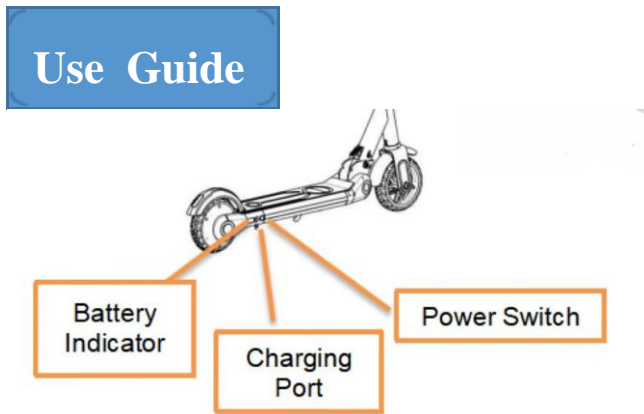 Use Guide
Battery
Indicator
Charging
Port
Power Switch